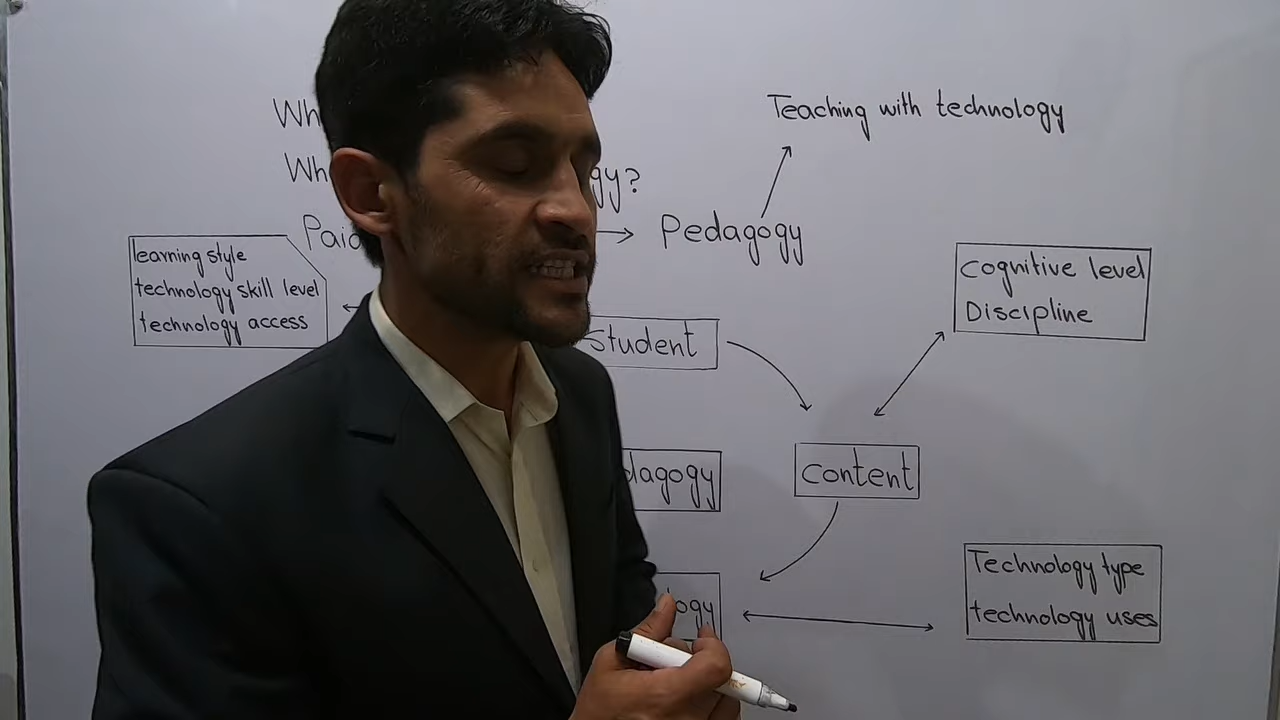 Teaching with technology
Pedagogy
learning style
technology skill level
technology access
Student
Cognitive level
Discipline
content
Technology type
technology uses